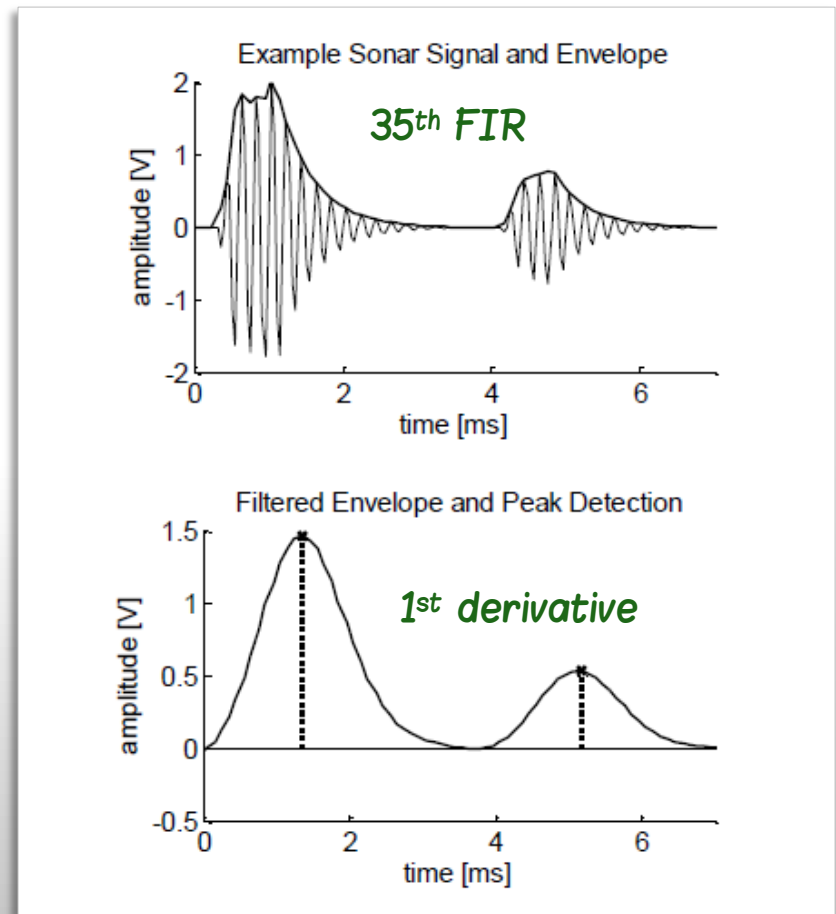 Example Sonar Signal and Envelope
35th FIR
amplitude [V]
2
1
0
-1
-2
0 2 4 6
time [ms]
Filtered Envelope and Peak Detection
1st derivative
amplitude [V]
1.5
1
0.5
0
-0.5
0 2 4 6
time [ms]